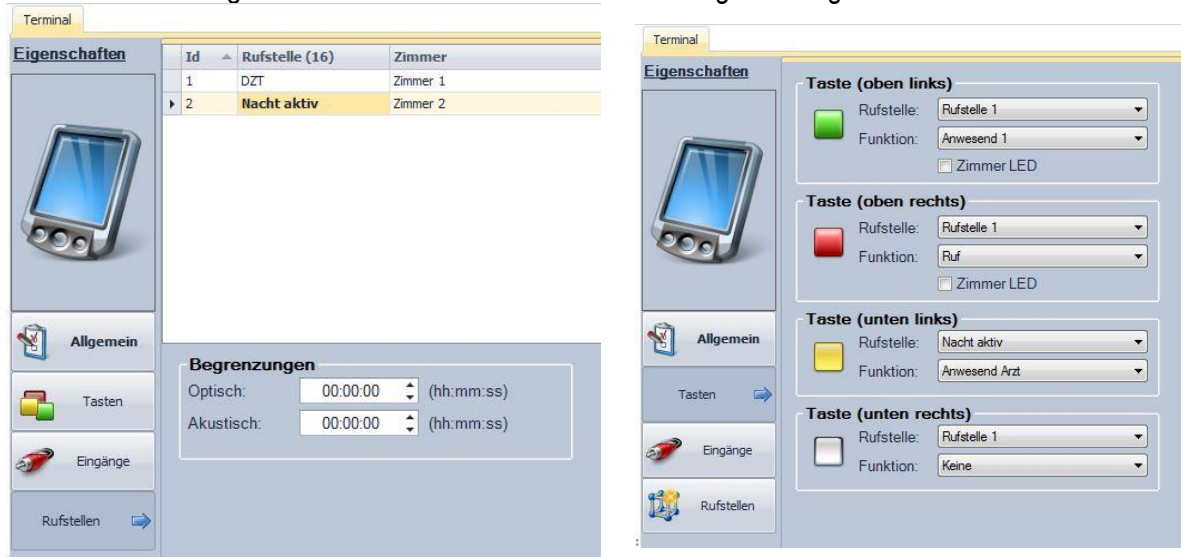 Terminal
Eigenschaften
Id Rufstelle (16) Zimmer
1 DZT Zimmer 1
2 Nacht aktiv Zimmer 2
Allgemein
Tasten
Eingänge
Rufstellen
Begrenzungen
Optisch: 00:00:00 (hh:mm:ss)
Akustisch: 00:00:00 (hh:mm:ss)
Terminal
Eigenschaften
Allgemein
Tasten
Eingänge
Rufstellen
Taste (oben links)
Rufstelle: Rufstelle 1
Funktion: Anwesend 1
Zimmer LED
Taste (oben rechts)
Rufstelle: Rufstelle 1
Funktion: Ruf
Zimmer LED
Taste (unten links)
Rufstelle: Nacht aktiv
Funktion: Anwesend Arzt
Taste (unten rechts)
Rufstelle: Rufstelle 1
Funktion: Keine